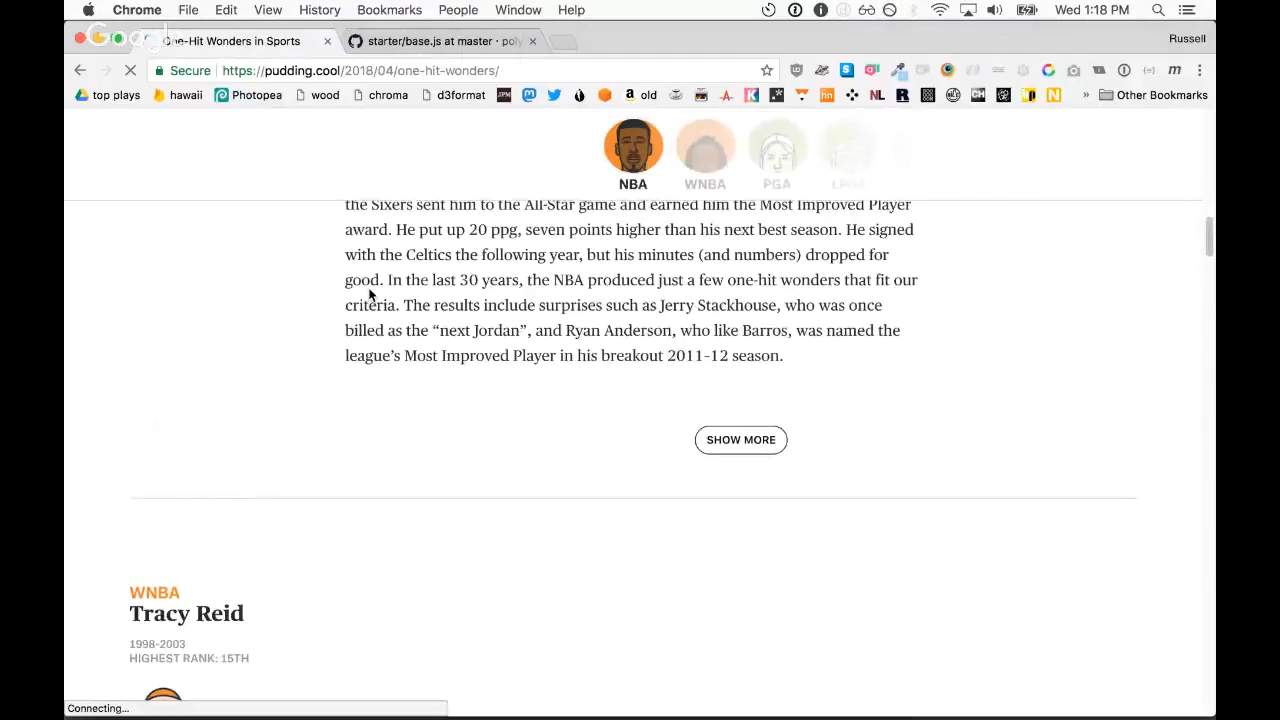 Chrome File Edit View History Bookmarks People Window Help Wed 1:18 PM
Google
One-Hit Wonders in Sports starter/base.js at master · poly Russell
Secure https://pudding.cool/2018/04/one-hit-wonders/
top plays hawaii Photopea wood chroma d3format old Other Bookmarks
NBA WNBA PGA
the Sixers sent him to the All-Star game and earned him the Most Improved Player
award. He put up 20 ppg, seven points higher than his next best season. He signed
with the Celtics the following year, but his minutes (and numbers) dropped for
good. In the last 30 years, the NBA produced just a few one-hit wonders that fit our
criteria. The results include surprises such as Jerry Stackhouse, who was once
billed as the “next Jordan”, and Ryan Anderson, who like Barros, was named the
league’s Most Improved Player in his breakout 2011–12 season.
SHOW MORE
WNBA
Tracy Reid
1998-2003
HIGHEST RANK: 15TH
Connecting...